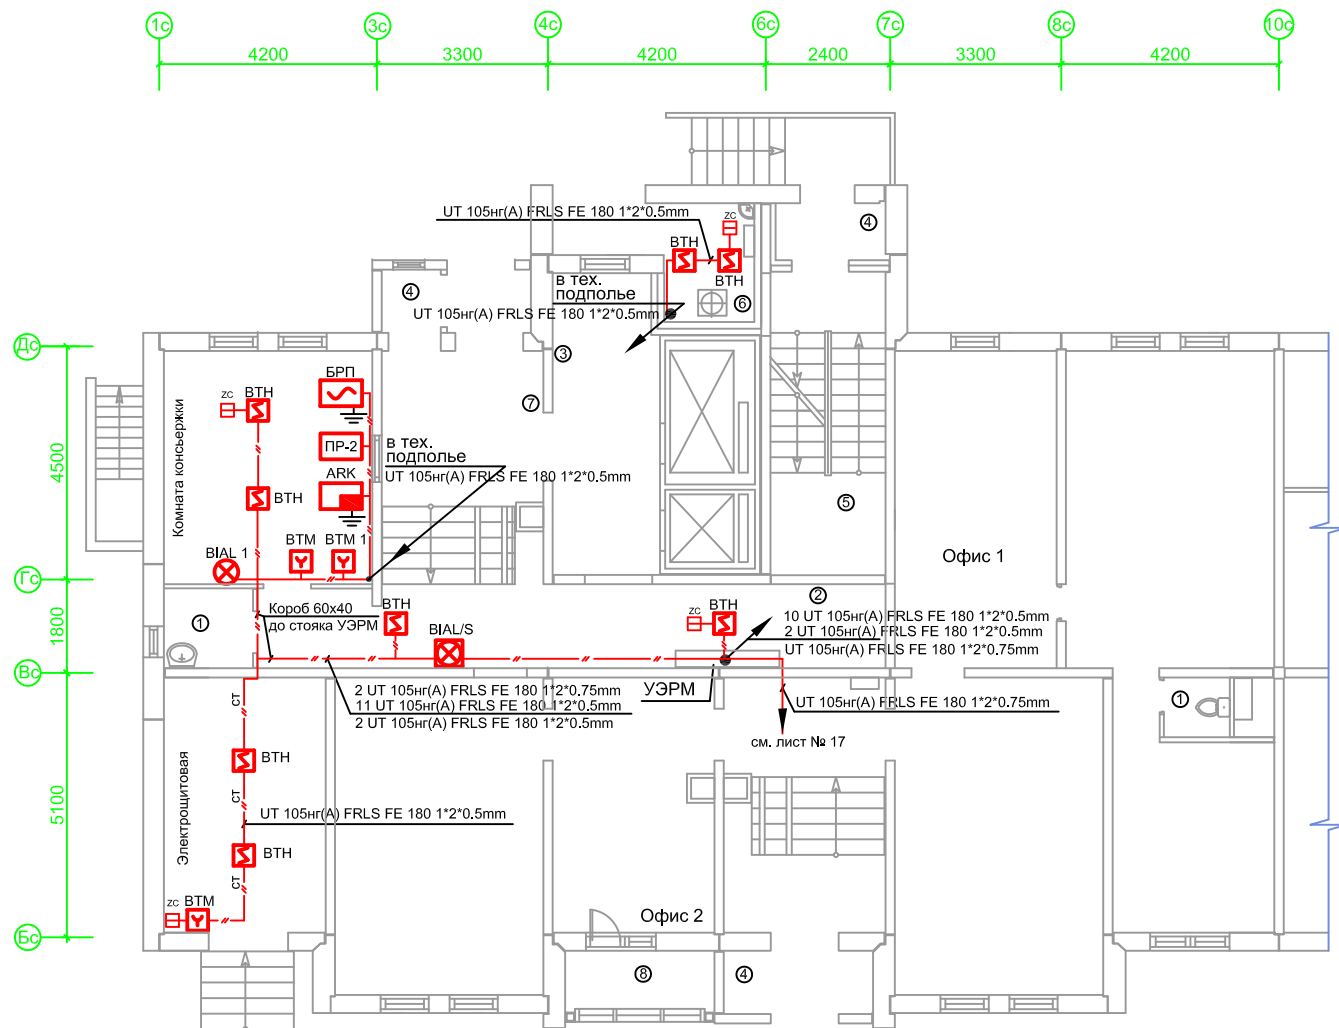 1с 3с 4с 6с 7с 8с 10с
4200 3300 4200 2400 3300 4200
UT 105нг(А) FRLS FE 180 1*2*0.5mm
zc
4
ВТН
ВТН
в тех.
подполье
4
6
UT 105нг(А) FRLS FE 180 1*2*0.5mm
Дс
3
БРП
zc
ВТН
7
Комната консьержки
ПР-2
в тех.
подполье
4500
ARK
UT 105нг(А) FRLS FE 180 1*2*0.5mm
ВТН
5
ВТМ
ВТМ 1
BIAL 1
Офис 1
Гс
2
Короб 60х40
до стояка УЭРМ
ВТН
zc
ВТН
1
1800
BIAL/S
10 UT 105нг(А) FRLS FE 180 1*2*0.5mm
2 UT 105нг(А) FRLS FE 180 1*2*0.5mm
UT 105нг(А) FRLS FE 180 1*2*0.75mm
Вс
2 UT 105нг(А) FRLS FE 180 1*2*0.75mm
11 UT 105нг(А) FRLS FE 180 1*2*0.5mm
2 UT 105нг(А) FRLS FE 180 1*2*0.5mm
УЭРМ
UT 105нг(А) FRLS FE 180 1*2*0.75mm
1
ст
см. лист № 17
ВТН
Электрощитовая
5100
ст
UT 105нг(А) FRLS FE 180 1*2*0.5mm
ВТН
ст
zc
ВТМ
Офис 2
Бс
8
4